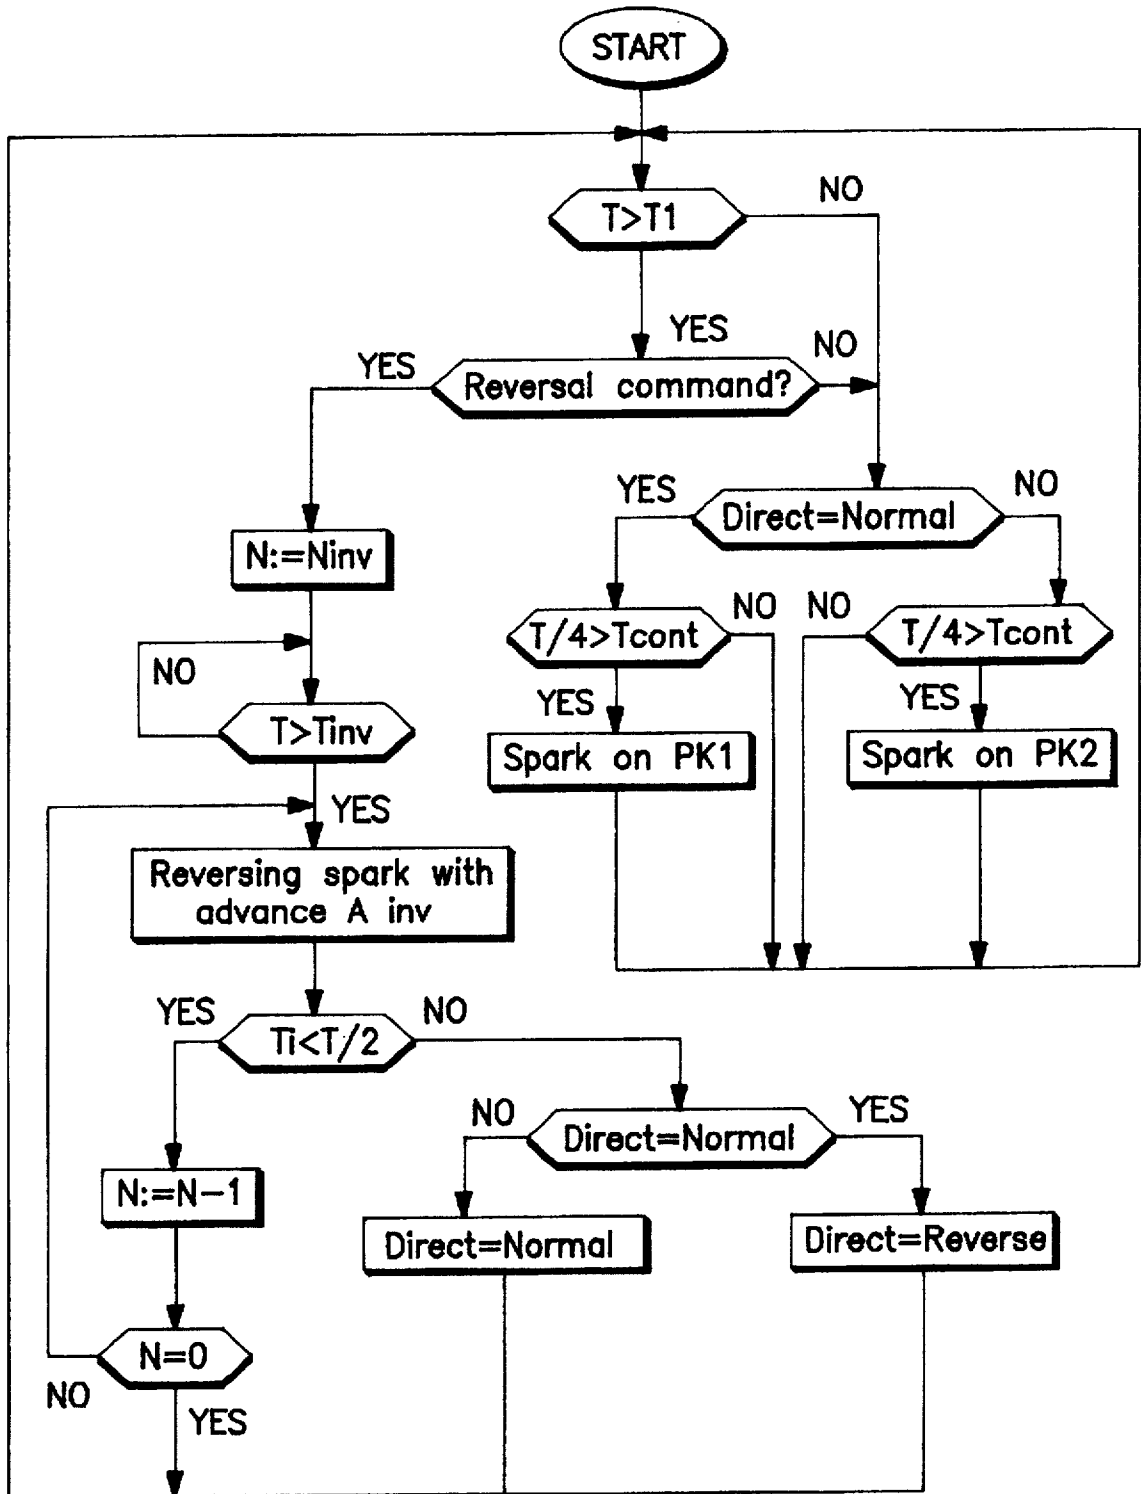 START
T>T1
NO
YES
YES
Reversal command?
NO
YES
Direct=Normal
NO
N:=Ninv
T/4>Tcont
NO
NO
T/4>Tcont
NO
YES
YES
T>Tinv
Spark on PK1
Spark on PK2
YES
Reversing spark with
advance A inv
YES
Ti<T/2
NO
NO
Direct=Normal
YES
N:=N-1
Direct=Normal
Direct=Reverse
N=0
NO
YES